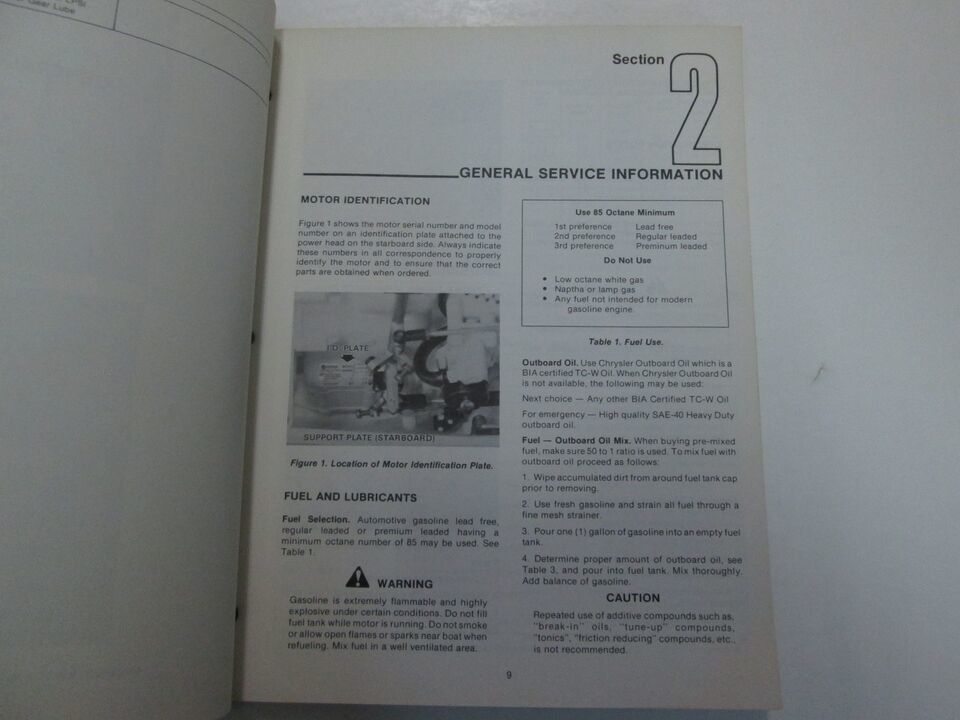 Gear Lube
Section
2
GENERAL SERVICE INFORMATION
MOTOR IDENTIFICATION
Figure 1 shows the motor serial number and model
number on an identification plate attached to the
power head on the starboard side. Always indicate
these numbers in all correspondence to properly
identify the motor and to ensure that the correct
parts are obtained when ordered.
I.D. PLATE
SUPPORT PLATE (STARBOARD)
Figure 1. Location of Motor Identification Plate.
FUEL AND LUBRICANTS
Fuel Selection. Automotive gasoline lead free,
regular leaded or premium leaded having a
minimum octane number of 85 may be used. See
Table 1.
WARNING
Gasoline is extremely flammable and highly
explosive under certain conditions. Do not fill
fuel tank while motor is running. Do not smoke
or allow open flames or sparks near boat when
refueling. Mix fuel in a well ventilated area.
Use 85 Octane Minimum
1st preference Lead free
2nd preference Regular leaded
3rd preference Preminum leaded
Do Not Use
• Low octane white gas
• Naptha or lamp gas
• Any fuel not intended for modern
gasoline engine.
Table 1. Fuel Use.
Outboard Oil. Use Chrysler Outboard Oil which is a
BIA certified TC-W Oil. When Chrysler Outboard Oil
is not available, the following may be used:
Next choice — Any other BIA Certified TC-W Oil
For emergency — High quality SAE-40 Heavy Duty
outboard oil.
Fuel — Outboard Oil Mix. When buying pre-mixed
fuel, make sure 50 to 1 ratio is used. To mix fuel with
outboard oil proceed as follows:
1. Wipe accumulated dirt from around fuel tank cap
prior to removing.
2. Use fresh gasoline and strain all fuel through a
fine mesh strainer.
3. Pour one (1) gallon of gasoline into an empty fuel
tank.
4. Determine proper amount of outboard oil, see
Table 3, and pour into fuel tank. Mix thoroughly.
Add balance of gasoline.
CAUTION
Repeated use of additive compounds such as,
"break-in" oils, "tune-up" compounds,
"tonics", "friction reducing" compounds, etc.,
is not recommended.
9